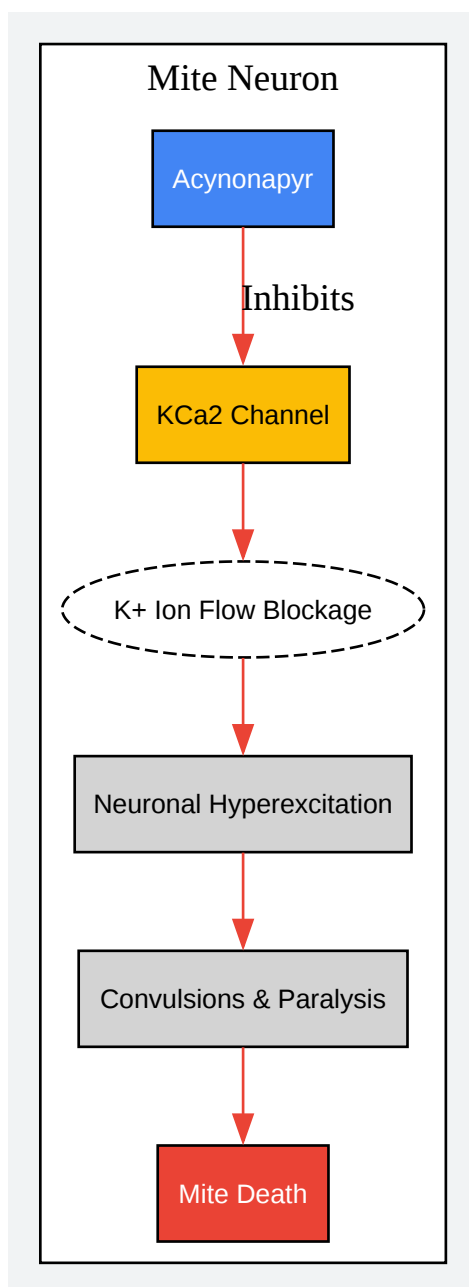 Mite Neuron
Acynonapyr
Inhibits
KCa2 Channel
K+ Ion Flow Blockage
Neuronal Hyperexcitation
Convulsions & Paralysis
Mite Death